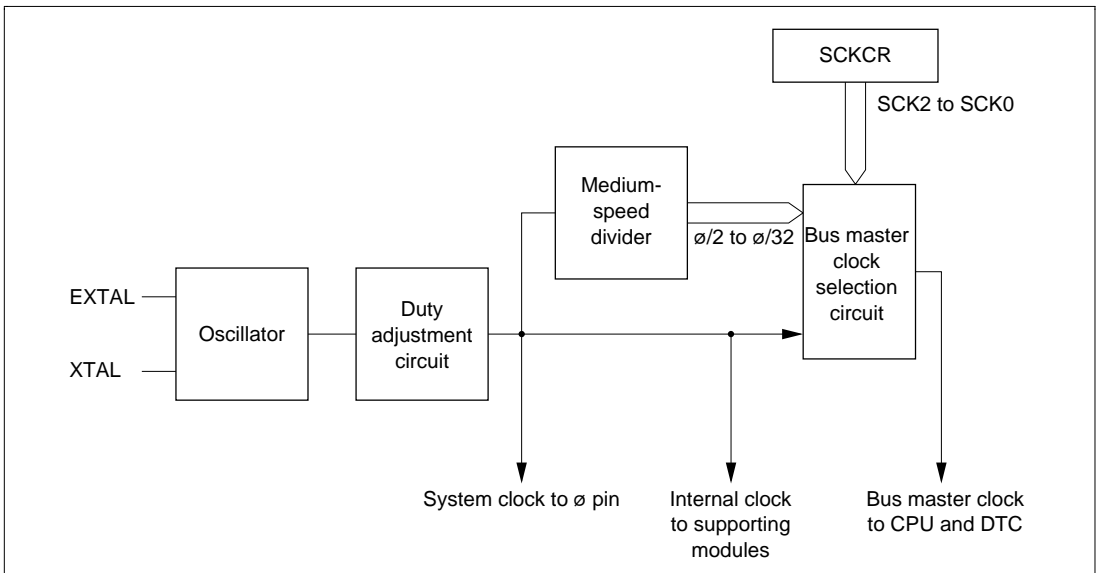 SCKCR
SCK2 to SCK0
Medium-
speed
divider
ø/2 to ø/32
Bus master
clock
selection
circuit
EXTAL
XTAL
Oscillator
Duty
adjustment
circuit
System clock to ø pin
Internal clock
to supporting
modules
Bus master clock
to CPU and DTC